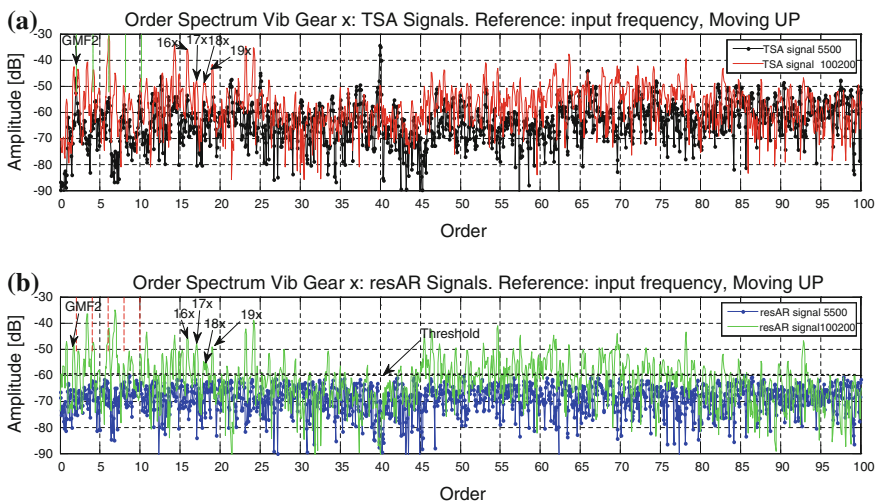 (a)
Order Spectrum Vib Gear x: TSA Signals. Reference: input frequency, Moving UP
Amplitude [dB]
-30
-40
-50
-60
-70
-80
-90
GMF2
16x
17x
18x
19x
TSA signal 5500
TSA signal 100200
0 5 10 15 20 25 30 35 40 45 50 55 60 65 70 75 80 85 90 95 100
Order
(b)
Order Spectrum Vib Gear x: resAR Signals. Reference: input frequency, Moving UP
Amplitude [dB]
-30
-40
-50
-60
-70
-80
-90
GMF2
16x
17x
18x
19x
Threshold
resAR signal 5500
resAR signal100200
0 5 10 15 20 25 30 35 40 45 50 55 60 65 70 75 80 85 90 95 100
Order